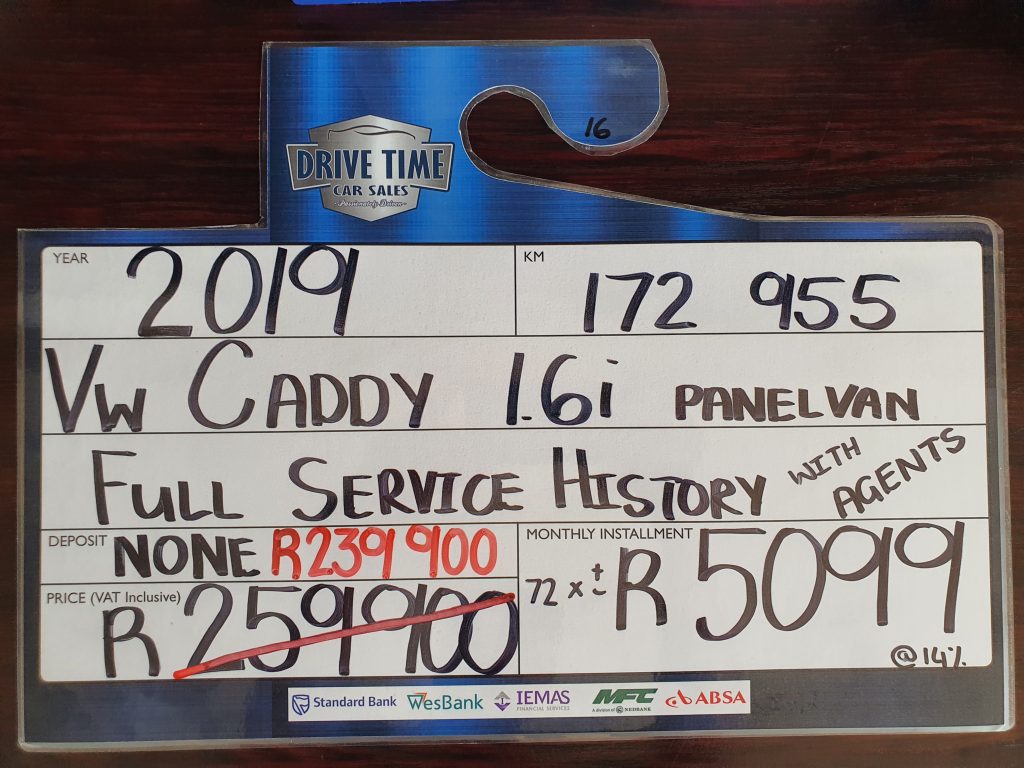 16
DRIVE TIME
CAR SALES
-Passionately Driven-
YEAR 2019
KM 172 955
VW CADDY 1.6i PANELVAN
FULL SERVICE HISTORY WITH AGENTS
DEPOSIT NONE R239 900
PRICE (VAT Inclusive) R 259 900
MONTHLY INSTALLMENT
72 x ± R 5099
@14%
Standard Bank WesBank IEMAS FINANCIAL SERVICES MFC A division of NEDBANK ABSA